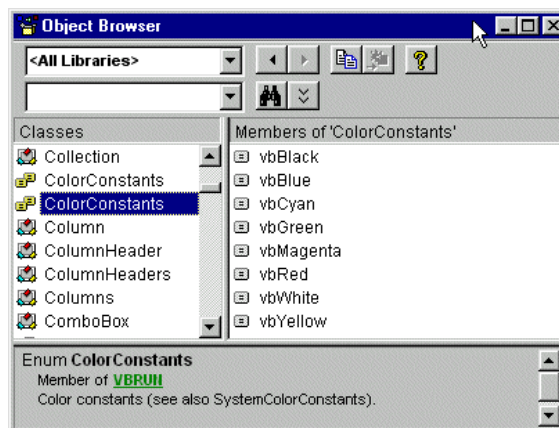 Object Browser
<All Libraries>
Classes
Members of 'ColorConstants'
Collection
ColorConstants
ColorConstants
Column
ColumnHeader
ColumnHeaders
Columns
ComboBox
vbBlack
vbBlue
vbCyan
vbGreen
vbMagenta
vbRed
vbWhite
vbYellow
Enum ColorConstants
Member of VBRUN
Color constants (see also SystemColorConstants).